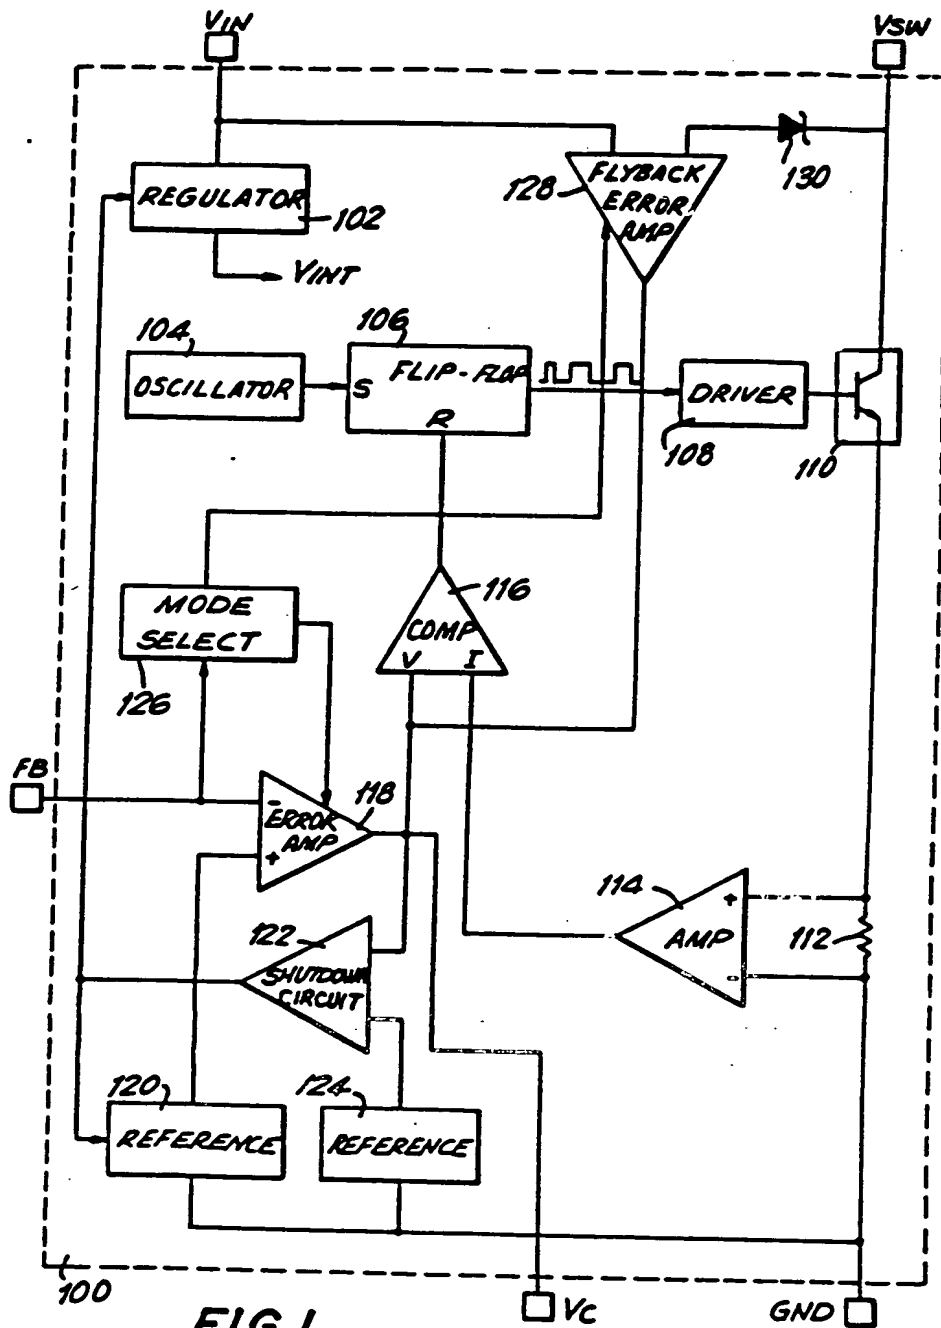 VIN
VSW
REGULATOR
102
VINT
128
FLYBACK
ERROR
AMP
130
104
OSCILLATOR
106
FLIP-FLOP
S
R
DRIVER
108
110
MODE
SELECT
126
116
COMP
V I
FB
-
ERROR
AMP
+
118
114
AMP
+
-
112
122
SHUTDOWN
CIRCUIT
120
REFERENCE
124
REFERENCE
100
FIG.1
VC
GND